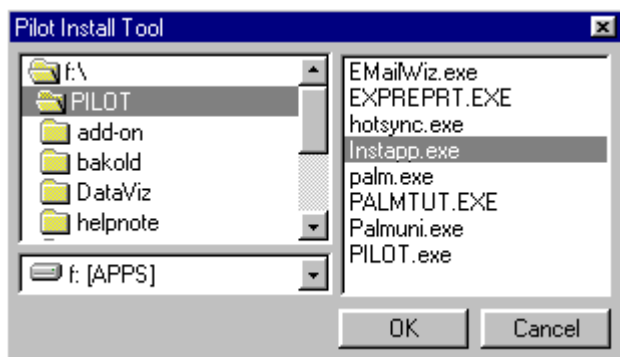 Pilot Install Tool
f:\
PILOT
add-on
bakold
DataViz
helpnote
f: [APPS]
EMailWiz.exe
EXPREPRT.EXE
hotsync.exe
Instapp.exe
palm.exe
PALMTUT.EXE
Palmuni.exe
PILOT.exe
OK
Cancel